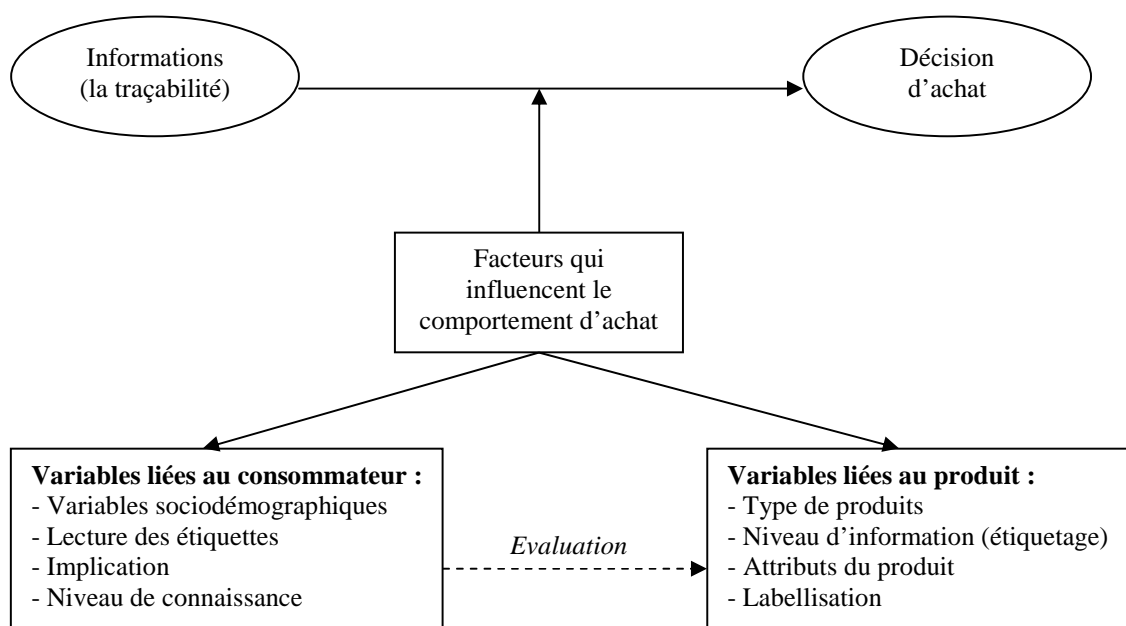 Informations
(la traçabilité)
Décision
d’achat
Facteurs qui
influencent le
comportement d’achat
Variables liées au consommateur :
- Variables sociodémographiques
- Lecture des étiquettes
- Implication
- Niveau de connaissance
Evaluation
Variables liées au produit :
- Type de produits
- Niveau d’information (étiquetage)
- Attributs du produit
- Labellisation